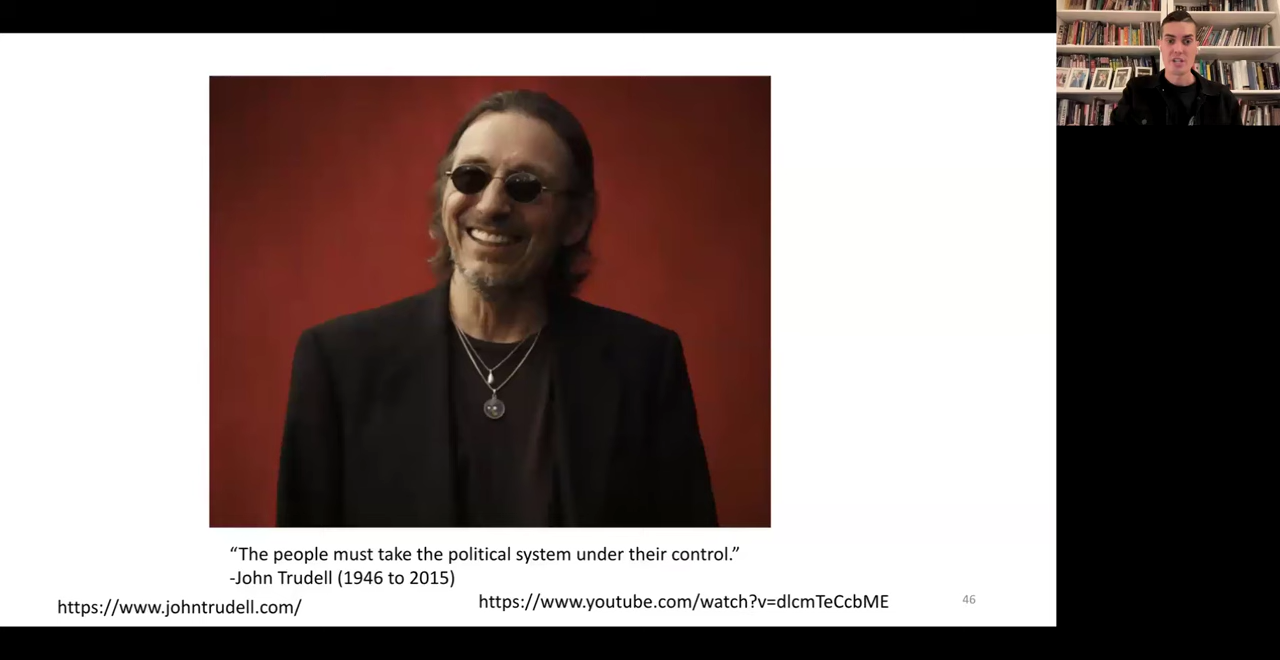 “The people must take the political system under their control.”
-John Trudell (1946 to 2015)
https://www.johntrudell.com/
https://www.youtube.com/watch?v=dlcmTeCcbME
46